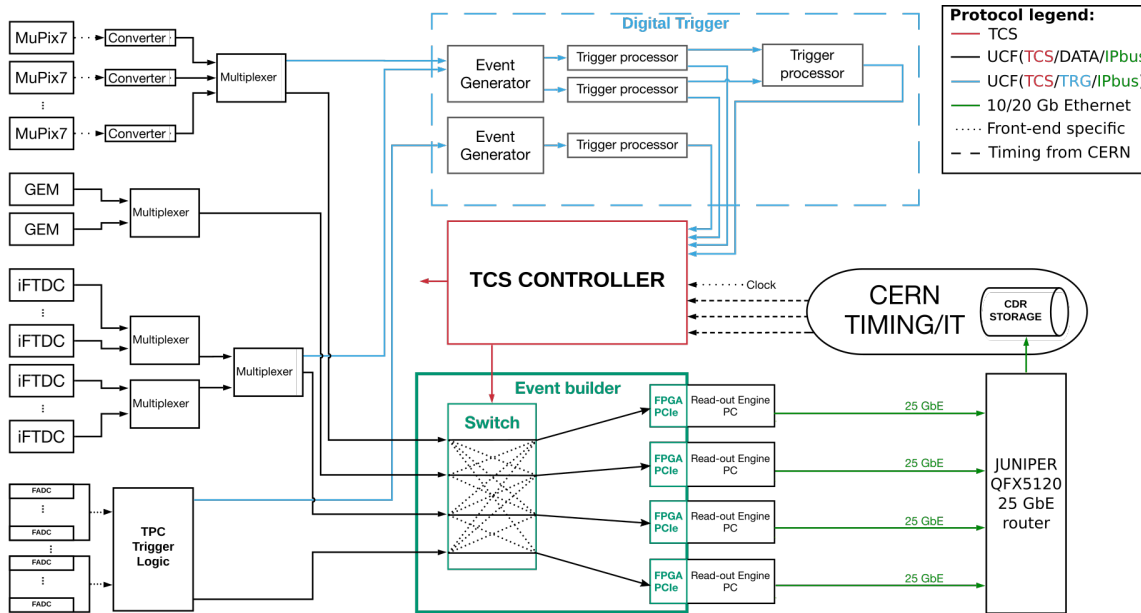 MuPix7
Converter
MuPix7
Converter
MuPix7
Converter
Multiplexer
GEM
GEM
Multiplexer
iFTDC
iFTDC
Multiplexer
iFTDC
iFTDC
Multiplexer
Multiplexer
FADC
FADC
FADC
FADC
TPC
Trigger
Logic
Digital Trigger
Event
Generator
Trigger processor
Trigger processor
Trigger
processor
Event
Generator
Trigger processor
TCS CONTROLLER
Clock
CERN
TIMING/IT
CDR
STORAGE
Event builder
Switch
FPGA
PCIe
Read-out Engine
PC
25 GbE
FPGA
PCIe
Read-out Engine
PC
25 GbE
FPGA
PCIe
Read-out Engine
PC
25 GbE
FPGA
PCIe
Read-out Engine
PC
25 GbE
JUNIPER
QFX5120
25 GbE
router
Protocol legend:
TCS
UCF(TCS/DATA/IPbus)
UCF(TCS/TRG/IPbus)
10/20 Gb Ethernet
Front-end specific
Timing from CERN